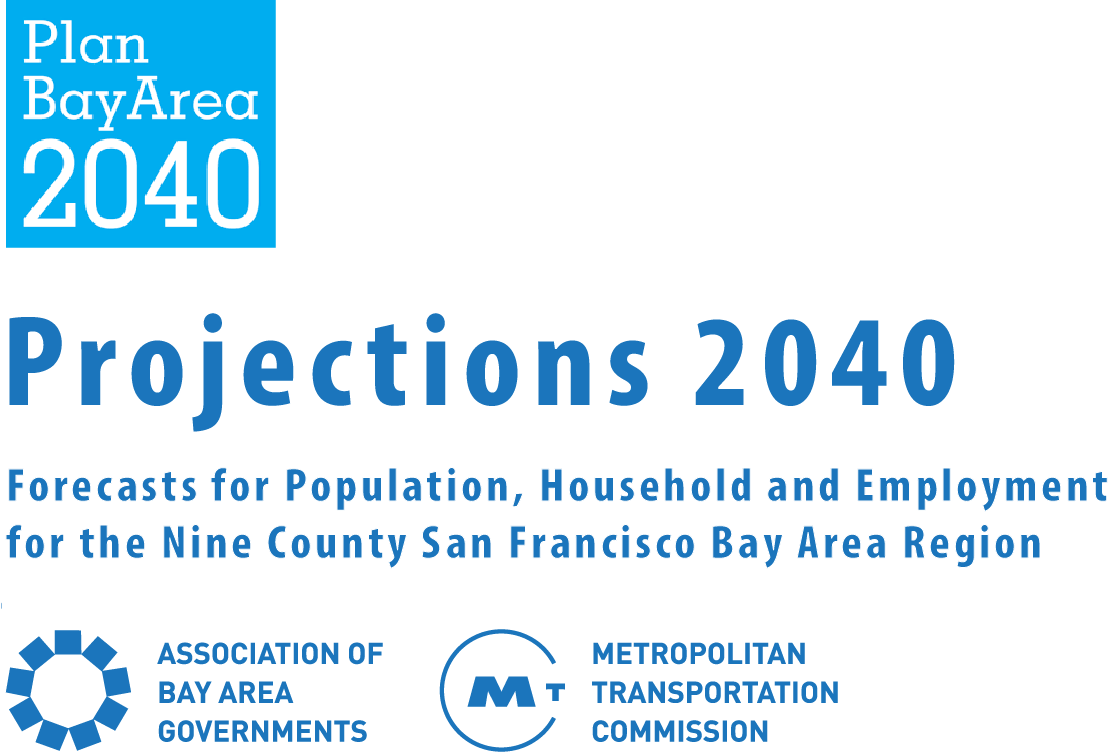 Plan
BayArea
2040
Projections 2040
Forecasts for Population, Household and Employment
for the Nine County San Francisco Bay Area Region
ASSOCIATION OF
BAY AREA
GOVERNMENTS
M T
METROPOLITAN
TRANSPORTATION
COMMISSION